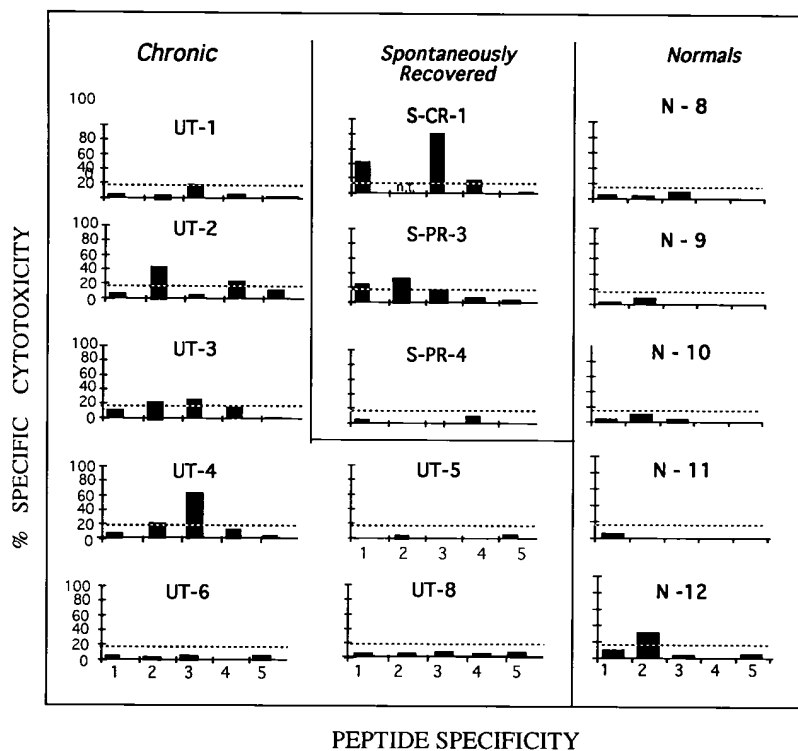 Chronic
Spontaneously
Recovered
Normals
% SPECIFIC CYTOTOXICITY
100
UT-1
80
60
40
0
20
S-CR-1
n.t.
N - 8
UT-2
100
80
60
40
20
0
S-PR-3
N - 9
UT-3
100
80
60
40
20
0
S-PR-4
N - 10
UT-4
100
80
60
40
20
0
UT-5
1 2 3 4 5
N - 11
UT-6
100
80
60
40
20
0
1 2 3 4 5
UT-8
1 2 3 4 5
N -12
1 2 3 4 5
PEPTIDE SPECIFICITY